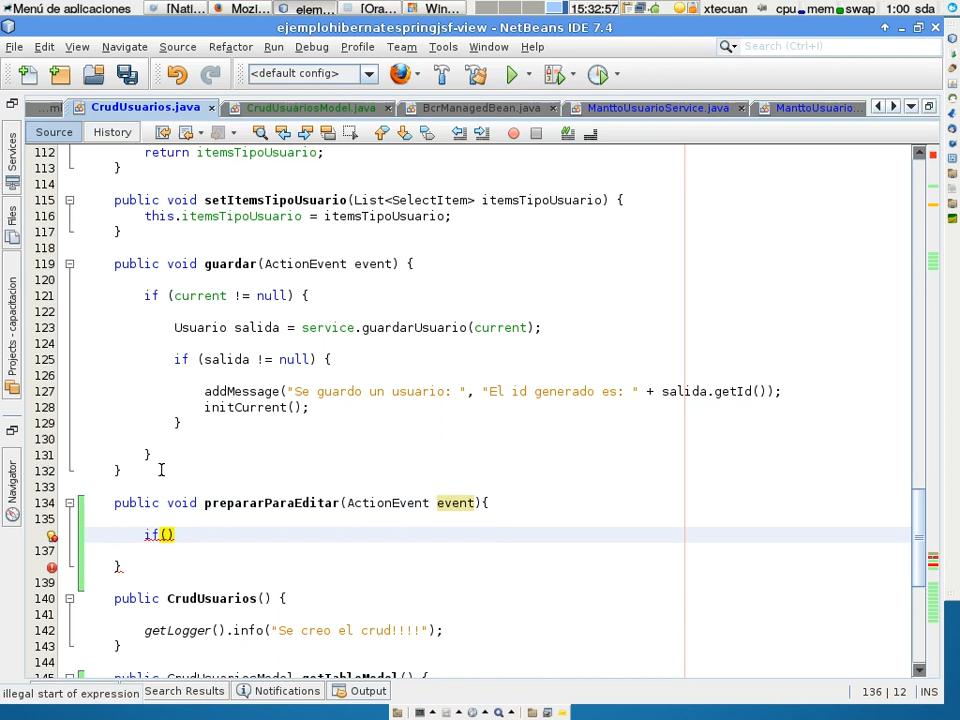 Menú de aplicaciones
[Nati...
Mozi...
ejem...
[Ora...
Win...
15:32:57
xtecuan
cpu
mem
swap
1:00 sda
ejemplohibernatespringjsf-view - NetBeans IDE 7.4
File Edit View Navigate Source Refactor Run Debug Profile Team Tools Window Help
Search (Ctrl+I)
<default config>
...m
CrudUsuarios.java
CrudUsuariosModel.java
BcrManagedBean.java
ManttoUsuarioService.java
ManttoUsuario...
Source History
Services
Files
Projects - capacitacion
Navigator
112 return itemsTipoUsuario;
113 }
114
115 public void setItemsTipoUsuario(List<SelectItem> itemsTipoUsuario) {
116 this.itemsTipoUsuario = itemsTipoUsuario;
117 }
118
119 public void guardar(ActionEvent event) {
120
121 if (current != null) {
122
123 Usuario salida = service.guardarUsuario(current);
124
125 if (salida != null) {
126
127 addMessage("Se guardo un usuario: ", "El id generado es: " + salida.getId());
128 initCurrent();
129 }
130
131 }
132 }
133
134 public void prepararParaEditar(ActionEvent event){
135
if()
137
}
139
140 public CrudUsuarios() {
141
142 getLogger().info("Se creo el crud!!!!");
143 }
144
145 public CrudUsuariosModel getTableModel() {
illegal start of expression
Search Results
Notifications
Output
136 | 12
INS